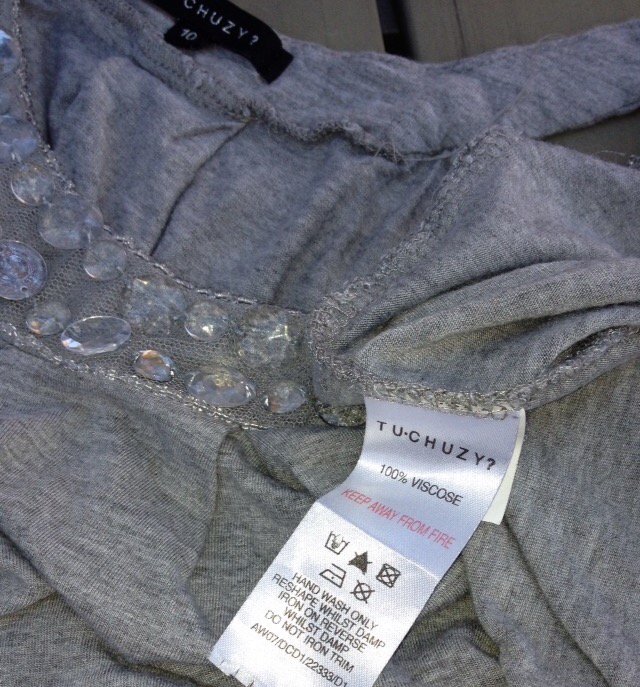 CHUZY?
10
TU·CHUZY?
100% VISCOSE
KEEP AWAY FROM FIRE
HAND WASH ONLY
RESHAPE WHILST DAMP
IRON ON REVERSE
WHILST DAMP
DO NOT IRON TRIM
AW07/DCD1/22333/D1